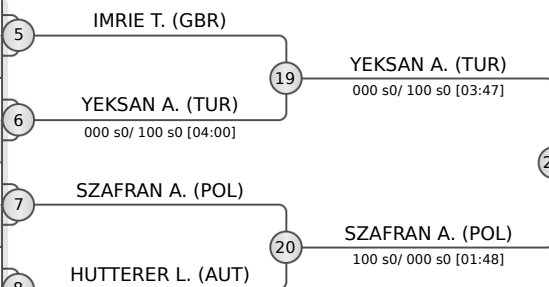 IMRIE T. (GBR)
5
19
YEKSAN A. (TUR)
000 s0/ 100 s0 [03:47]
YEKSAN A. (TUR)
6
000 s0/ 100 s0 [04:00]
SZAFRAN A. (POL)
7
20
SZAFRAN A. (POL)
100 s0/ 000 s0 [01:48]
HUTTERER L. (AUT)
8